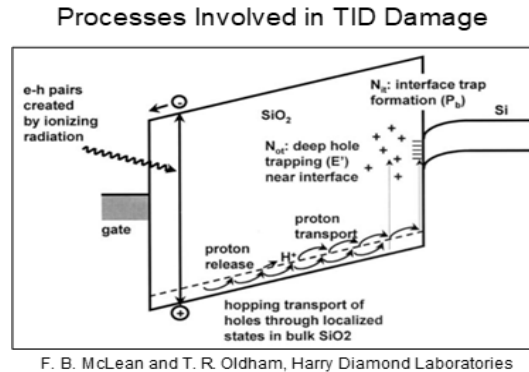 Processes Involved in TID Damage
e-h pairs
created
by ionizing
radiation
-
SiO₂
Nᵢₜ: interface trap
formation (P_b)
Si
Nₒₜ: deep hole
trapping (E')
near interface
+ + + + + + + +
gate
proton
transport
proton
release
H⁺
+
hopping transport of
holes through localized
states in bulk SiO2
F. B. McLean and T. R. Oldham, Harry Diamond Laboratories